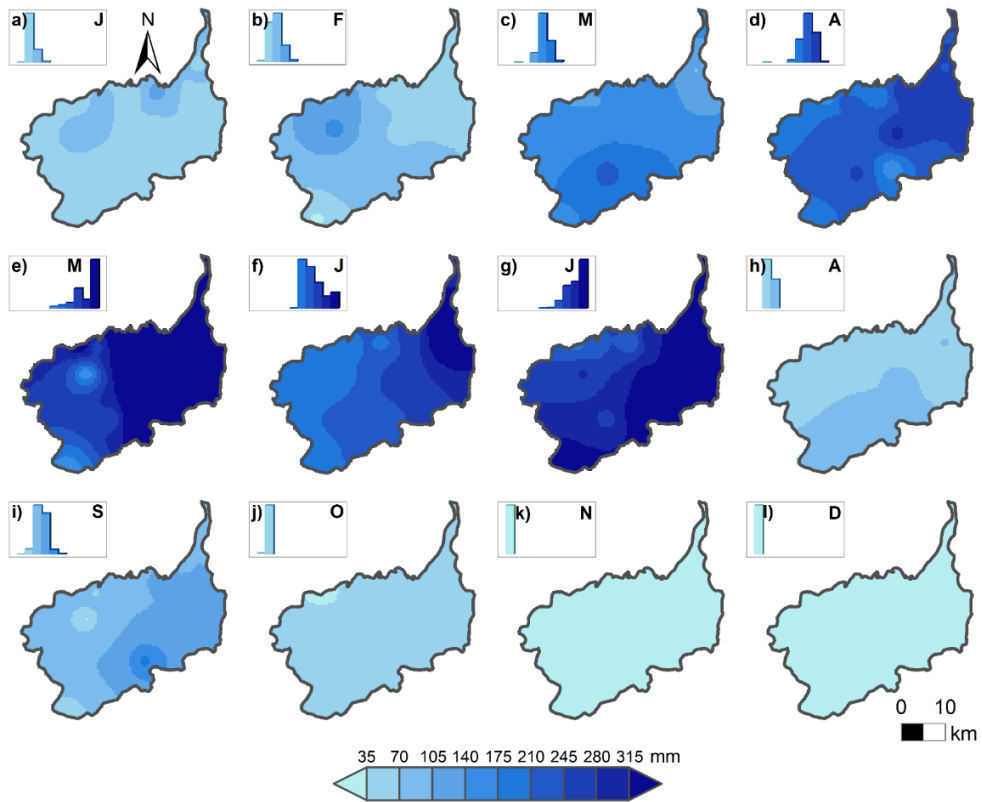 a) J N
b) F
c) M
d) A
e) M
f) J
g) J
h) A
i) S
j) O
k) N
l) D
0 10
km
35 70 105 140 175 210 245 280 315 mm